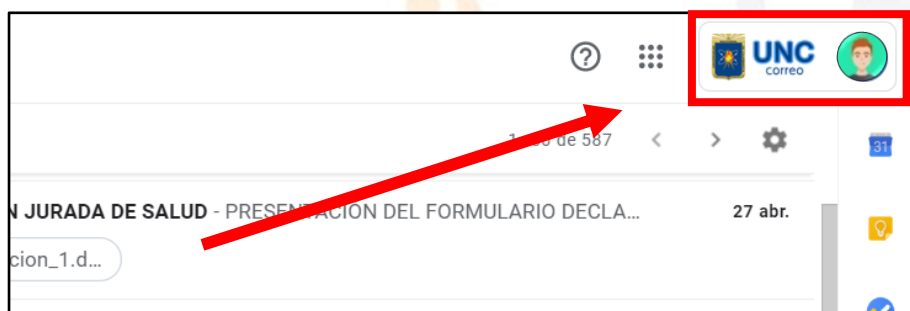 UNC
correo
de 587
31
N JURADA DE SALUD - PRESENTACION DEL FORMULARIO DECLA...
27 abr.
cion_1.d...